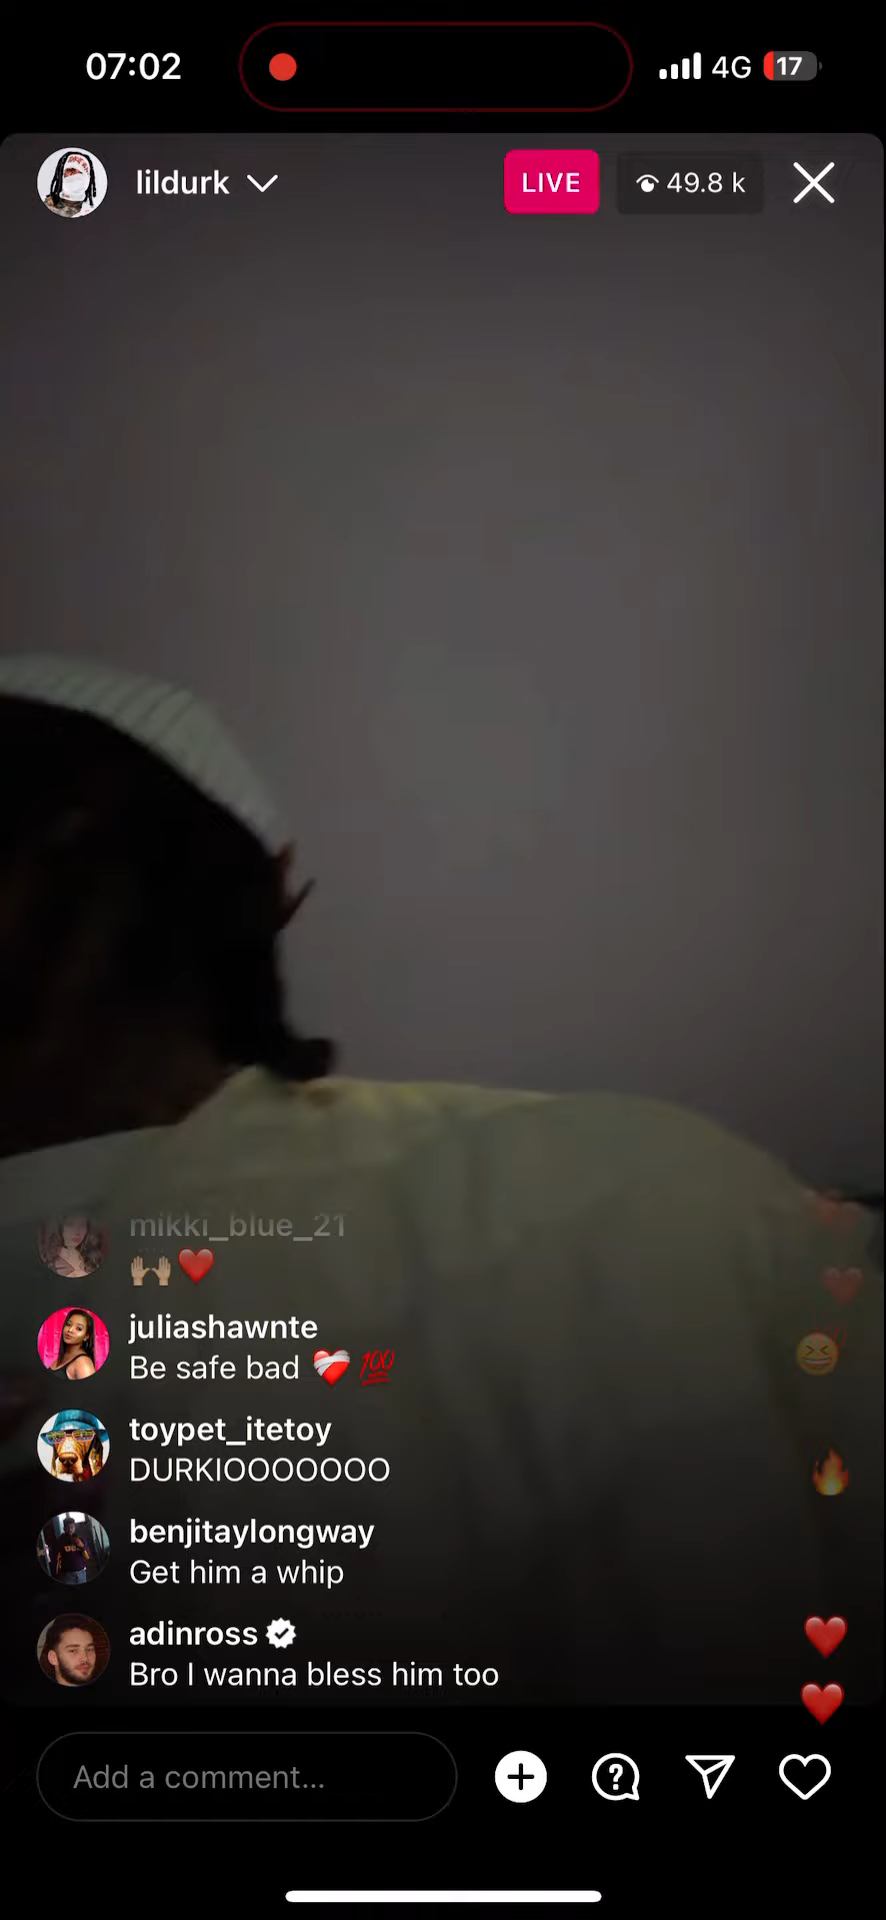 07:02
4G
17
lildurk
LIVE
49.8 k
mikki_blue_21
🙌🏼❤️
juliashawnte
Be safe bad ❤️‍🩹💯
toypet_itetoy
DURKIOOOOOOO
benjitaylongway
Get him a whip
adinross
Bro I wanna bless him too
Add a comment...